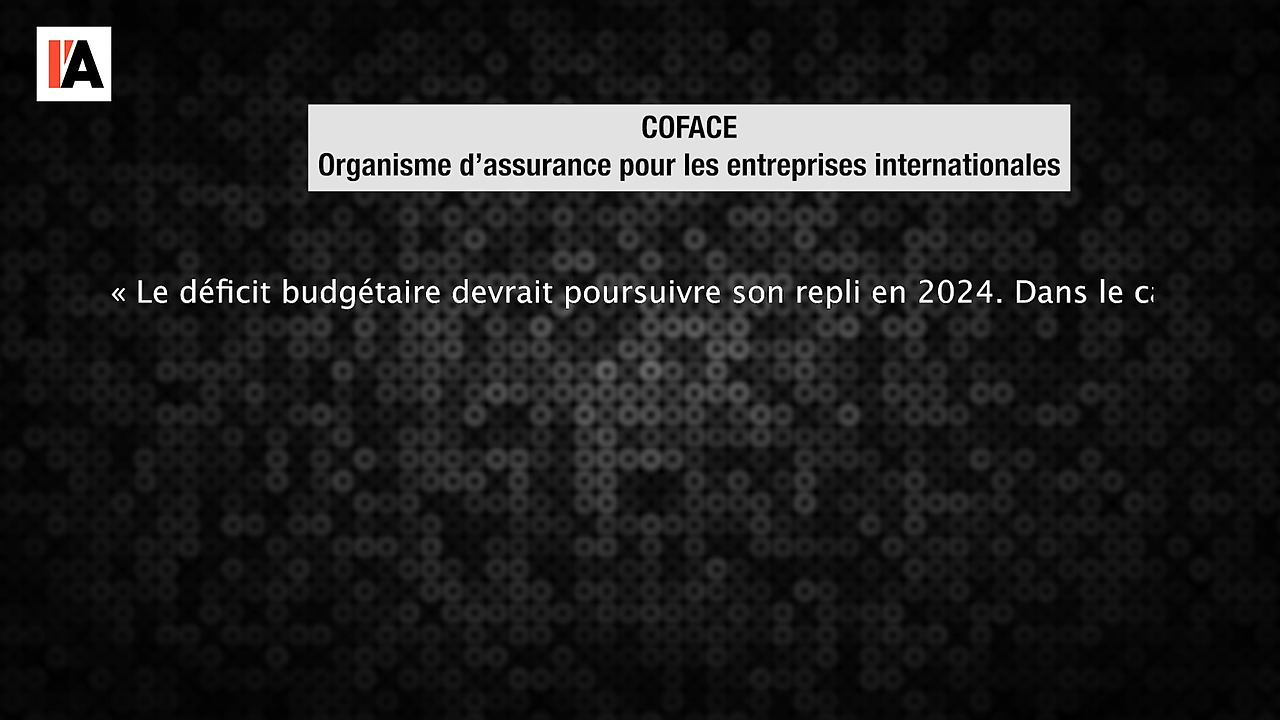 l'A
COFACE
Organisme d’assurance pour les entreprises internationales
« Le déficit budgétaire devrait poursuivre son repli en 2024. Dans le